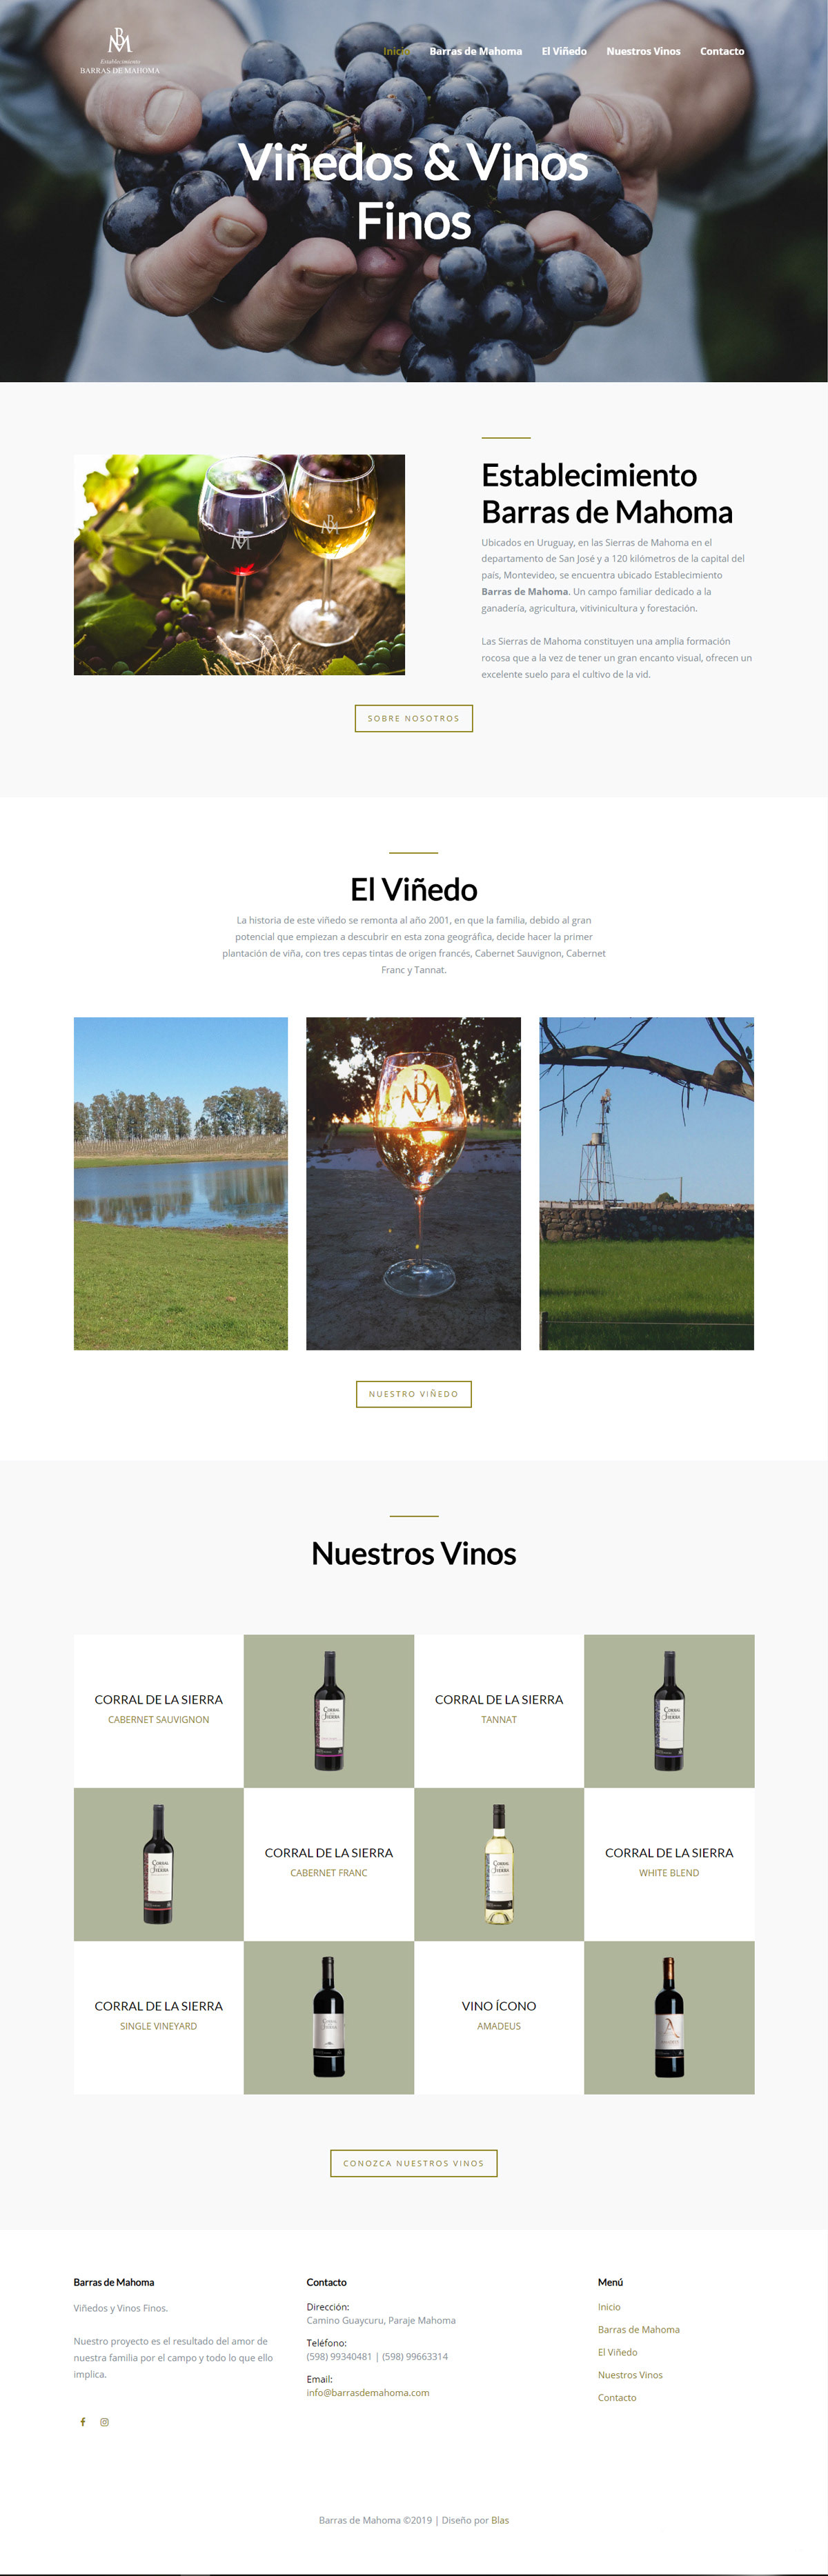 BM
Establecimiento
BARRAS DE MAHOMA
Inicio Barras de Mahoma El Viñedo Nuestros Vinos Contacto
Viñedos & Vinos
Finos
BM BM
Establecimiento
Barras de Mahoma
Ubicados en Uruguay, en las Sierras de Mahoma en el
departamento de San José y a 120 kilómetros de la capital del
país, Montevideo, se encuentra ubicado Establecimiento
Barras de Mahoma. Un campo familiar dedicado a la
ganadería, agricultura, vitivinicultura y forestación.
Las Sierras de Mahoma constituyen una amplia formación
rocosa que a la vez de tener un gran encanto visual, ofrecen un
excelente suelo para el cultivo de la vid.
SOBRE NOSOTROS
El Viñedo
La historia de este viñedo se remonta al año 2001, en que la familia, debido al gran
potencial que empiezan a descubrir en esta zona geográfica, decide hacer la primer
plantación de viña, con tres cepas tintas de origen francés, Cabernet Sauvignon, Cabernet
Franc y Tannat.
BM
NUESTRO VIÑEDO
Nuestros Vinos
CORRAL DE LA SIERRA
CABERNET SAUVIGNON
CORRAL DE LA SIERRA
TANNAT
CORRAL DE LA SIERRA
CABERNET FRANC
CORRAL DE LA SIERRA
WHITE BLEND
CORRAL DE LA SIERRA
SINGLE VINEYARD
VINO ÍCONO
AMADEUS
CONOZCA NUESTROS VINOS
Barras de Mahoma
Viñedos y Vinos Finos.
Nuestro proyecto es el resultado del amor de
nuestra familia por el campo y todo lo que ello
implica.
Contacto
Dirección:
Camino Guaycuru, Paraje Mahoma
Teléfono:
(598) 99340481 | (598) 99663314
Email:
info@barrasdemahoma.com
Menú
Inicio
Barras de Mahoma
El Viñedo
Nuestros Vinos
Contacto
Barras de Mahoma ©2019 | Diseño por Blas